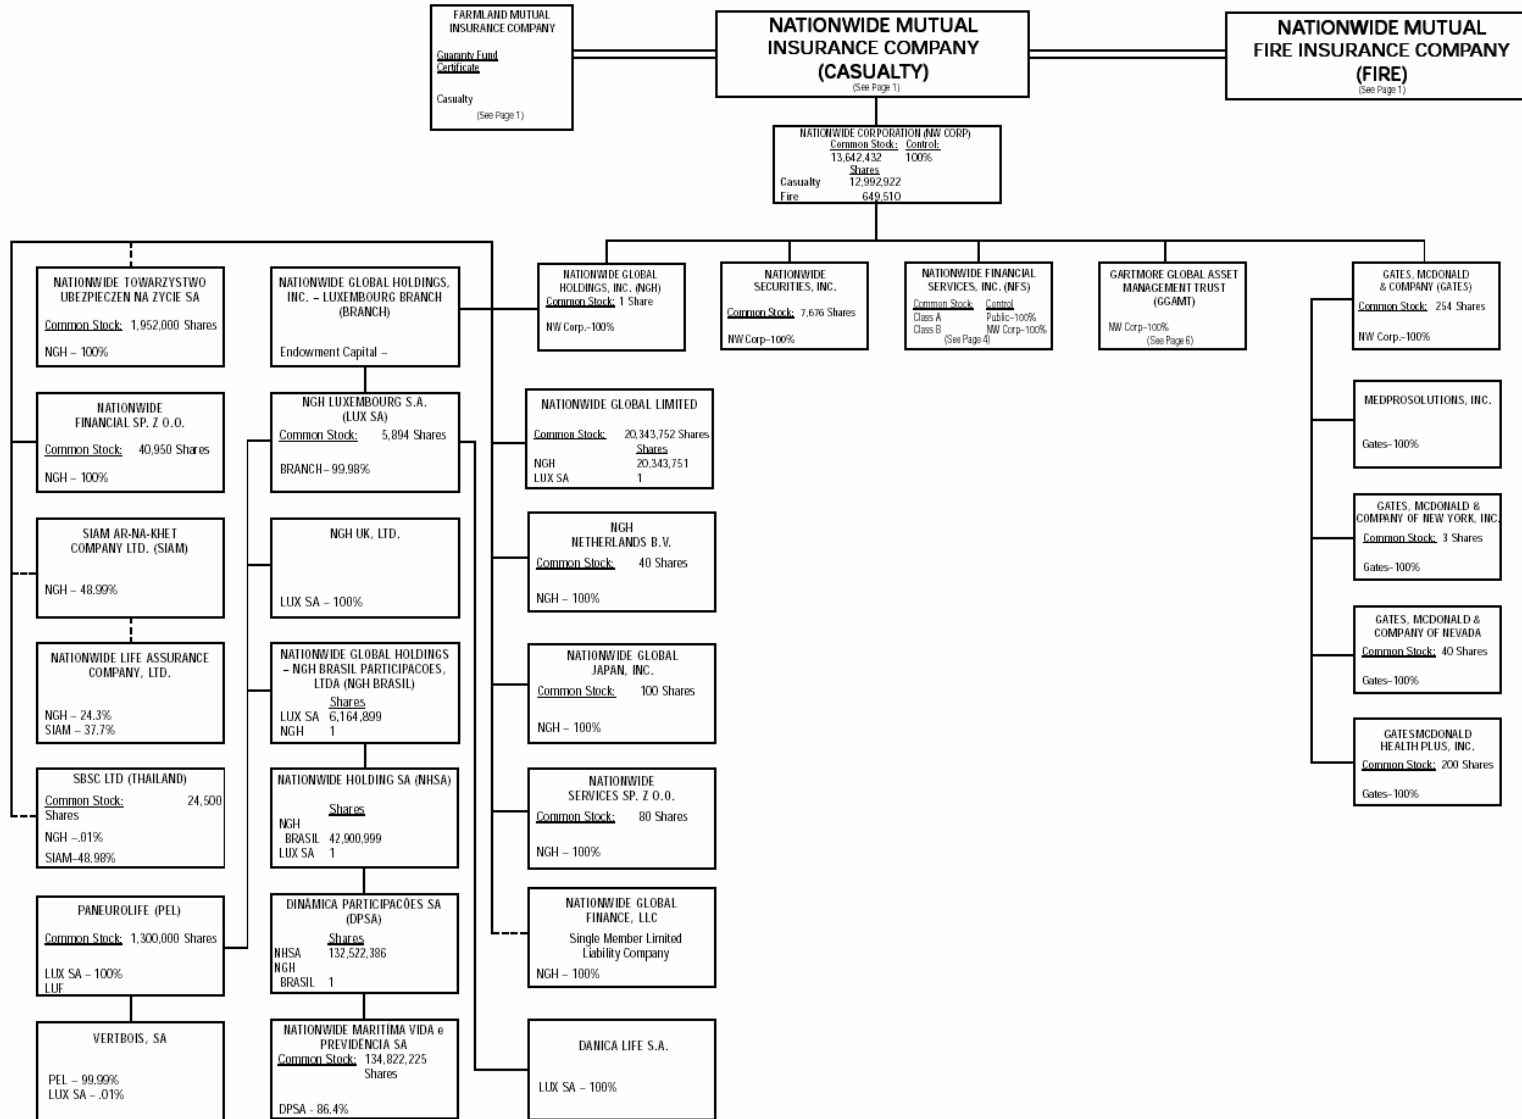 FARMLAND MUTUAL
INSURANCE COMPANY
Guaranty Fund
Certificate
Casualty
(See Page 1)
NATIONWIDE MUTUAL
INSURANCE COMPANY
(CASUALTY)
(See Page 1)
NATIONWIDE MUTUAL
FIRE INSURANCE COMPANY
(FIRE)
(See Page 1)
NATIONWIDE CORPORATION (NW CORP)
Common Stock: Control:
13,642,432 100%
Shares
Casualty 12,992,922
Fire 649,510
NATIONWIDE TOWARZYSTWO
UBEZPIECZEN NA ZYCIE SA
Common Stock: 1,952,000 Shares
NGH – 100%
NATIONWIDE GLOBAL HOLDINGS,
INC. – LUXEMBOURG BRANCH
(BRANCH)
Endowment Capital –
NATIONWIDE GLOBAL
HOLDINGS, INC. (NGH)
Common Stock: 1 Share
NW Corp.–100%
NATIONWIDE
SECURITIES, INC.
Common Stock: 7,676 Shares
NW Corp–100%
NATIONWIDE FINANCIAL
SERVICES, INC. (NFS)
Common Stock: Control
Class A Public–100%
Class B NW Corp–100%
(See Page 4)
GARTMORE GLOBAL ASSET
MANAGEMENT TRUST
(GGAMT)
NW Corp–100%
(See Page 6)
GATES, MCDONALD
& COMPANY (GATES)
Common Stock: 254 Shares
NW Corp.–100%
NATIONWIDE
FINANCIAL SP. Z O.O.
Common Stock: 40,950 Shares
NGH – 100%
NGH LUXEMBOURG S.A.
(LUX SA)
Common Stock: 5,894 Shares
BRANCH – 99.98%
NATIONWIDE GLOBAL LIMITED
Common Stock: 20,343,752 Shares
Shares
NGH 20,343,751
LUX SA 1
MEDPROSOLUTIONS, INC.
Gates–100%
SIAM AR-NA-KHET
COMPANY LTD. (SIAM)
NGH – 48.99%
NGH UK, LTD.
LUX SA – 100%
NGH
NETHERLANDS B.V.
Common Stock: 40 Shares
NGH – 100%
GATES, MCDONALD &
COMPANY OF NEW YORK, INC.
Common Stock: 3 Shares
Gates–100%
NATIONWIDE LIFE ASSURANCE
COMPANY, LTD.
NGH – 24.3%
SIAM – 37.7%
NATIONWIDE GLOBAL HOLDINGS
– NGH BRASIL PARTICIPACOES,
LTDA (NGH BRASIL)
Shares
LUX SA 6,164,899
NGH 1
NATIONWIDE GLOBAL
JAPAN, INC.
Common Stock: 100 Shares
NGH – 100%
GATES, MCDONALD &
COMPANY OF NEVADA
Common Stock: 40 Shares
Gates–100%
SBSC LTD (THAILAND)
Common Stock: 24,500
Shares
NGH –.01%
SIAM–48.98%
NATIONWIDE HOLDING SA (NHSA)
Shares
NGH
BRASIL 42,900,999
LUX SA 1
NATIONWIDE
SERVICES SP. Z O.O.
Common Stock: 80 Shares
NGH – 100%
GATESMCDONALD
HEALTH PLUS, INC.
Common Stock: 200 Shares
Gates–100%
PANEUROLIFE (PEL)
Common Stock: 1,300,000 Shares
LUX SA – 100%
LUF
DINÂMICA PARTICIPACÕES SA
(DPSA)
Shares
NHSA 132,522,386
NGH
BRASIL 1
NATIONWIDE GLOBAL
FINANCE, LLC
Single Member Limited
Liability Company
NGH – 100%
VERTBOIS, SA
PEL – 99.99%
LUX SA – .01%
NATIONWIDE MARITÍMA VIDA e
PREVIDÊNCIA SA
Common Stock: 134,822,225
Shares
DPSA - 86.4%
DANICA LIFE S.A.
LUX SA – 100%